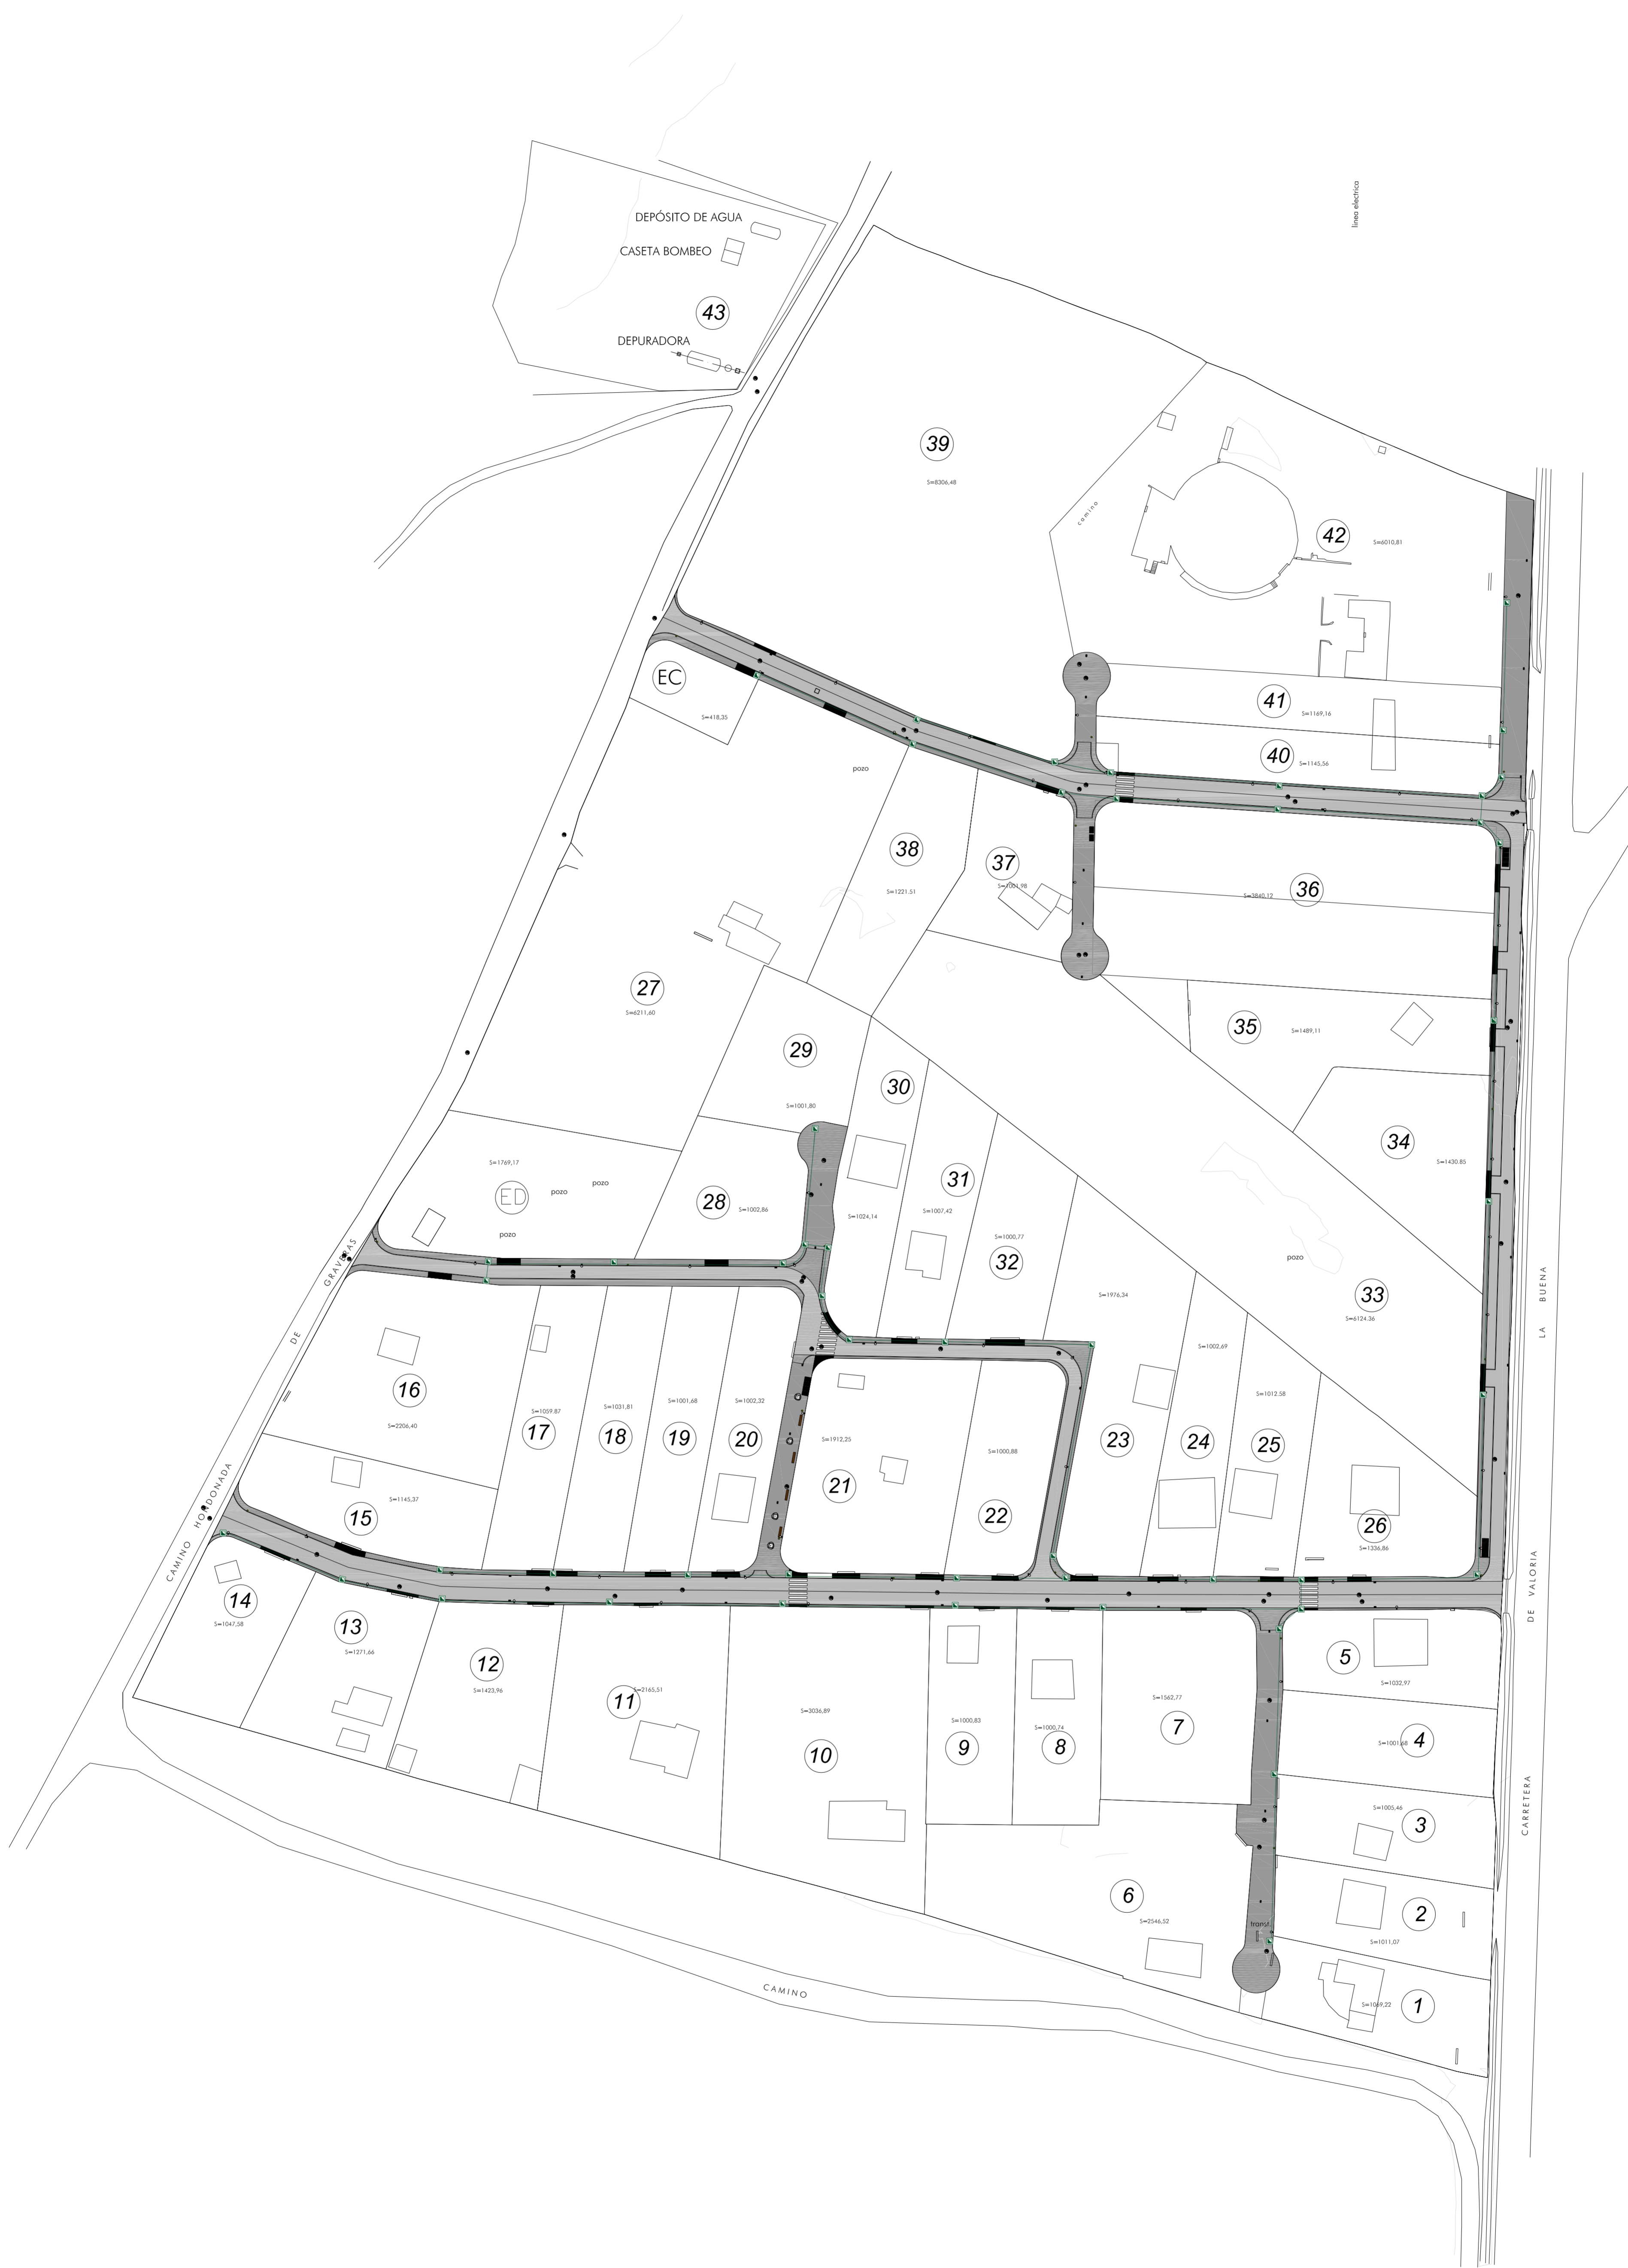 linea electrica
DEPÓSITO DE AGUA
CASETA BOMBEO
43
DEPURADORA
39
S=8306,48
camino
42
S=6010,81
EC
S=418,35
41
S=1169,16
40
S=1145,56
pozo
38
S=1221.51
37
S=1001,98
36
S=3840,12
27
S=6211,60
35
S=1489,11
29
S=1001,80
30
34
S=1430.85
S=1769,17
ED
pozo
pozo
pozo
28
S=1002,86
31
S=1007,42
S=1024,14
S=1000,77
32
pozo
33
S=6124.36
S=1976,34
S=1002,69
S=1012.58
16
S=2206,40
S=1059.87
17
S=1031,81
18
S=1001,68
19
S=1002,32
20
S=1912,25
21
S=1000,88
22
23
24
25
26
S=1336,86
S=1145,37
15
14
S=1047,58
13
S=1271,66
12
S=1423,96
11
S=2165,51
S=3036,89
10
S=1000,83
9
S=1000,74
8
S=1562,77
7
5
S=1032,97
S=1001,68
4
S=1005,46
3
6
S=2546,52
2
S=1011,07
transf.
S=1069,22
1
CAMINO HONDONADA DE GRAVERAS
CAMINO
CARRETERA DE VALORIA LA BUENA